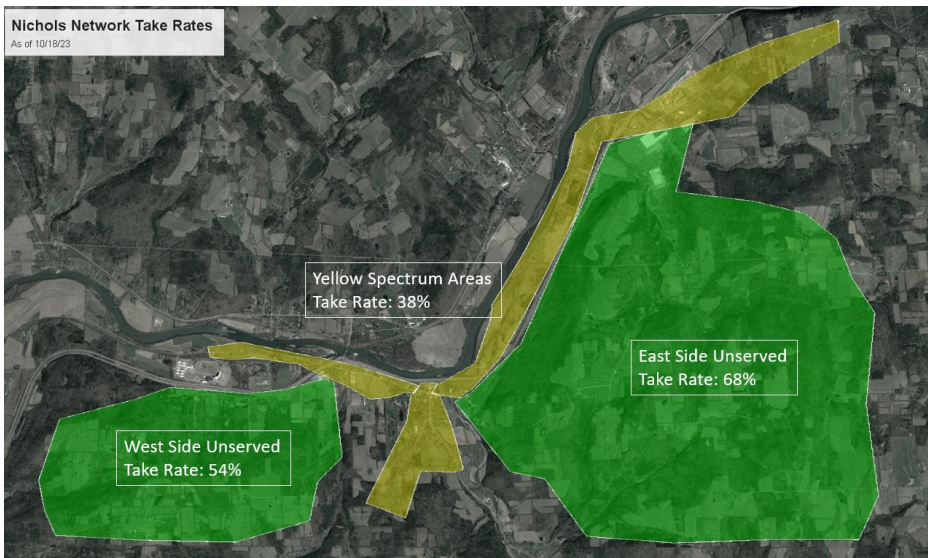 Nichols Network Take Rates
As of 10/18/23
Yellow Spectrum Areas
Take Rate: 38%
East Side Unserved
Take Rate: 68%
West Side Unserved
Take Rate: 54%